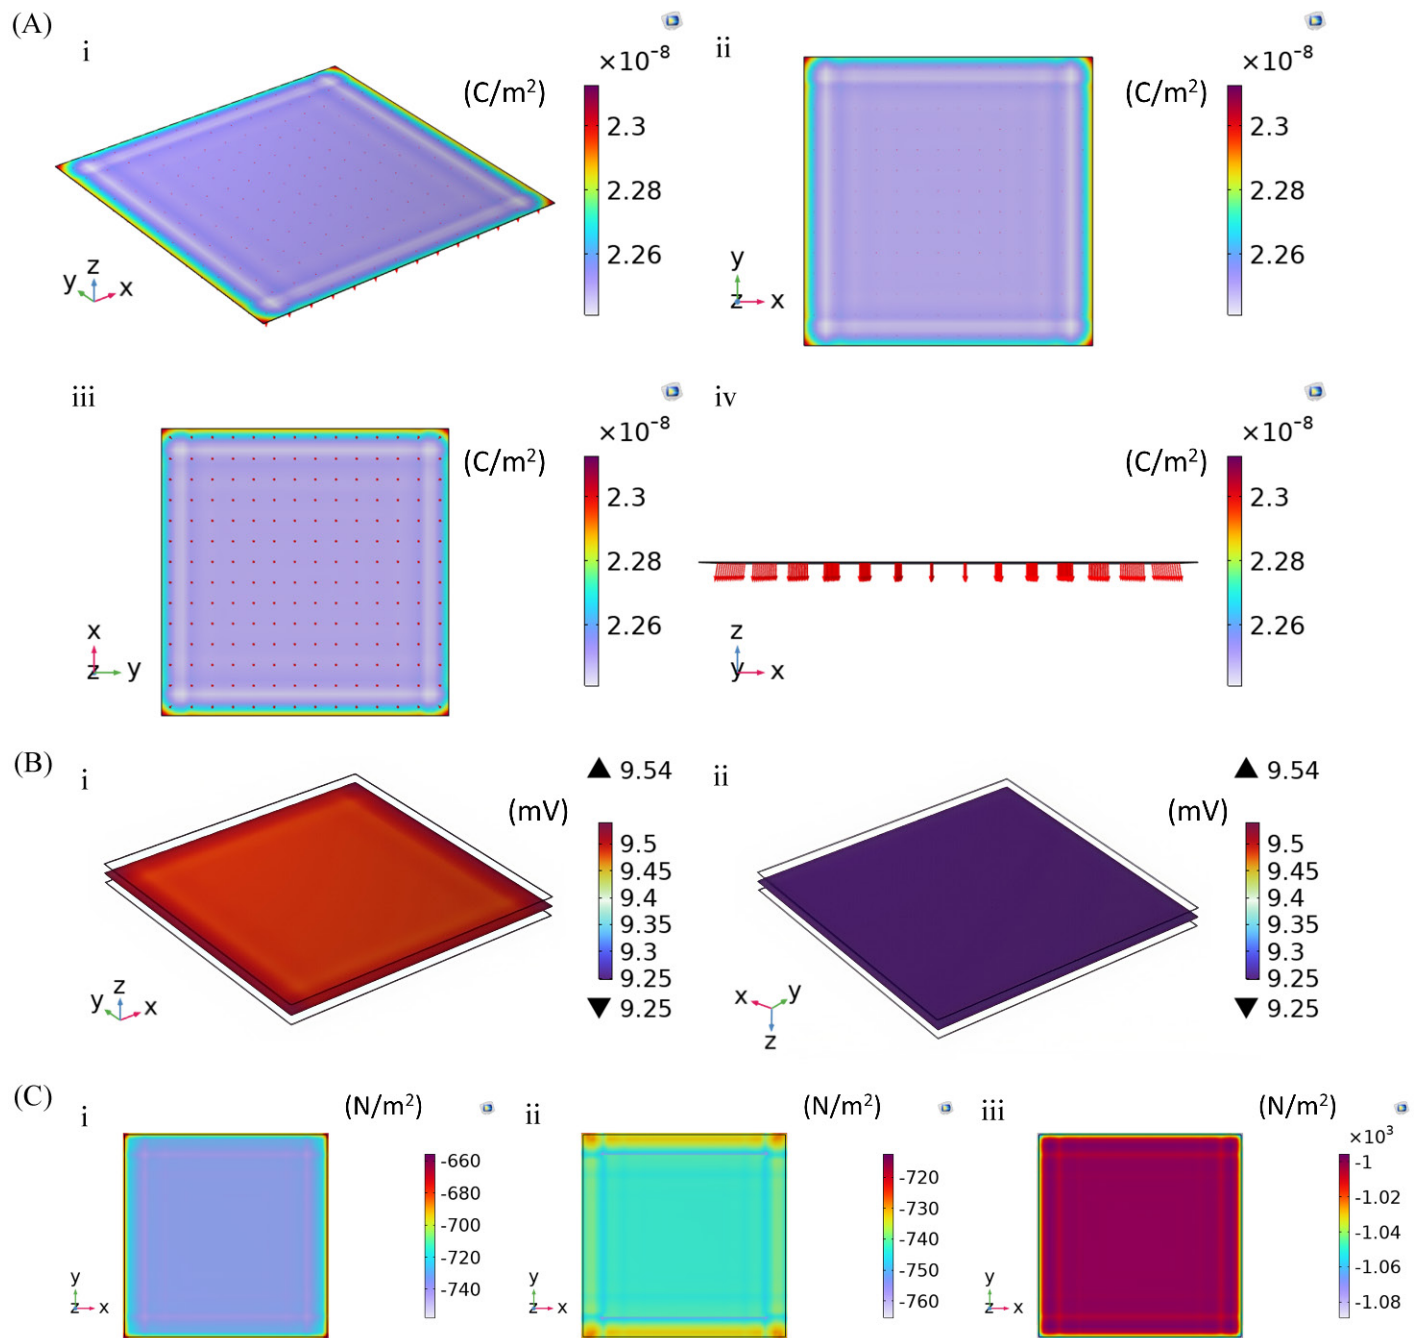 (A)
i
×10⁻⁸
(C/m²)
2.3
2.28
2.26
z
y
x
ii
×10⁻⁸
(C/m²)
2.3
2.28
2.26
y
z
x
iii
×10⁻⁸
(C/m²)
2.3
2.28
2.26
x
z
y
iv
×10⁻⁸
(C/m²)
2.3
2.28
2.26
z
y
x
(B)
i
9.54
(mV)
9.5
9.45
9.4
9.35
9.3
9.25
9.25
z
y
x
ii
9.54
(mV)
9.5
9.45
9.4
9.35
9.3
9.25
9.25
x
y
z
(C)
i
(N/m²)
-660
-680
-700
-720
-740
y
z
x
ii
(N/m²)
-720
-730
-740
-750
-760
y
z
x
iii
(N/m²)
×10³
-1
-1.02
-1.04
-1.06
-1.08
y
z
x